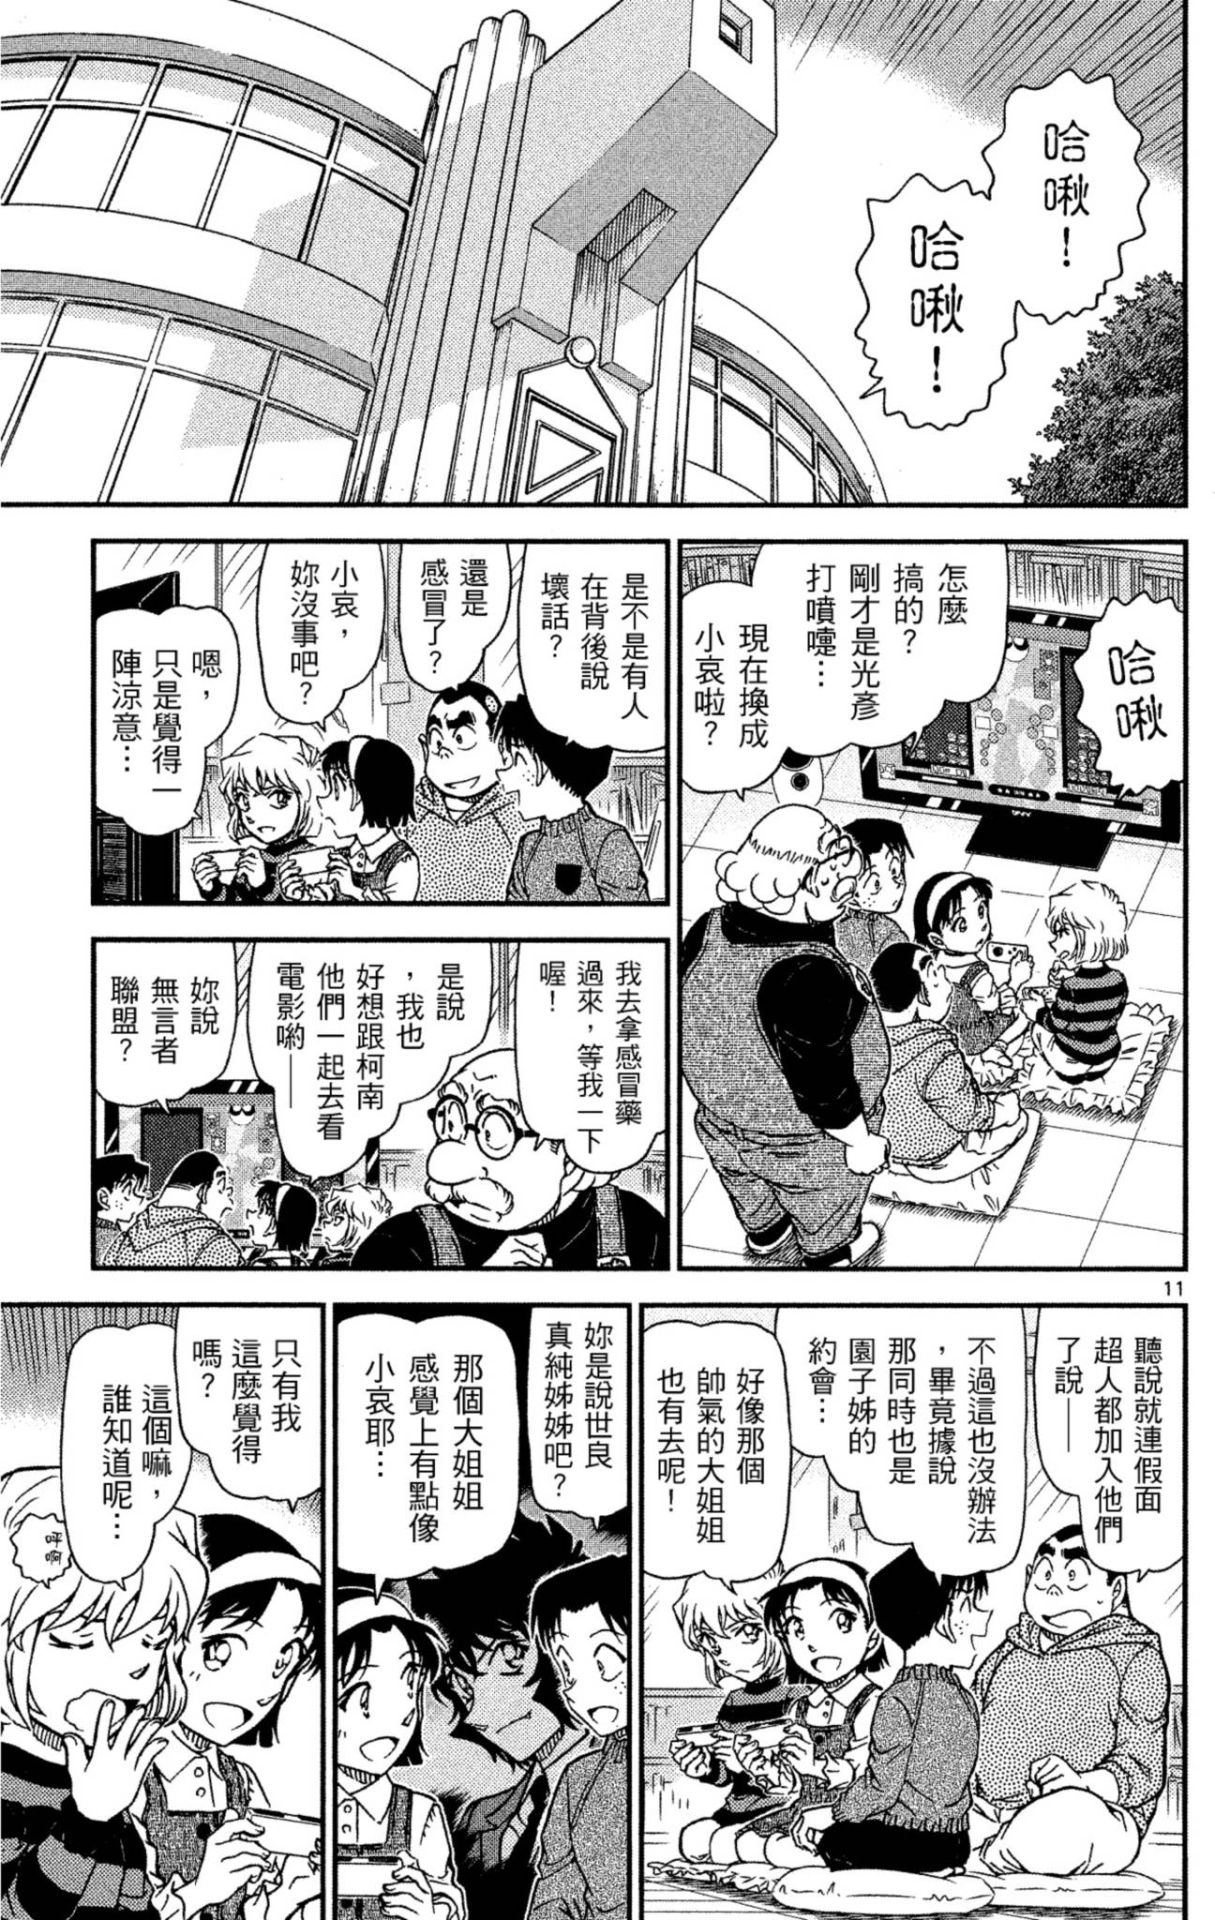 哈
啾！
哈
啾！
哈
啾
怎麼
搞的？
剛才是光彥
打噴嚏…
現在換成
小哀啦？
是不是有人
在背後說
壞話？
還是
感冒了？
小哀，
妳沒事吧？
嗯，
只是覺得一
陣涼意…
我去拿感冒藥
過來，等我一下
喔！
是說
，我也
好想跟柯南
他們一起去看
電影喲——
妳說
無言者
聯盟？
11
聽說就連假面
超人都加入他們
了說——
不過這也沒辦法
，畢竟據說
那同時也是
園子姊的
約會…
好像那個
帥氣的大姐姐
也有去呢！
妳是說世良
真純姊姊吧？
那個大姐姐
感覺上有點像
小哀耶…
只有我
這麼覺得
嗎？
這個嘛，
誰知道呢…
呼啊